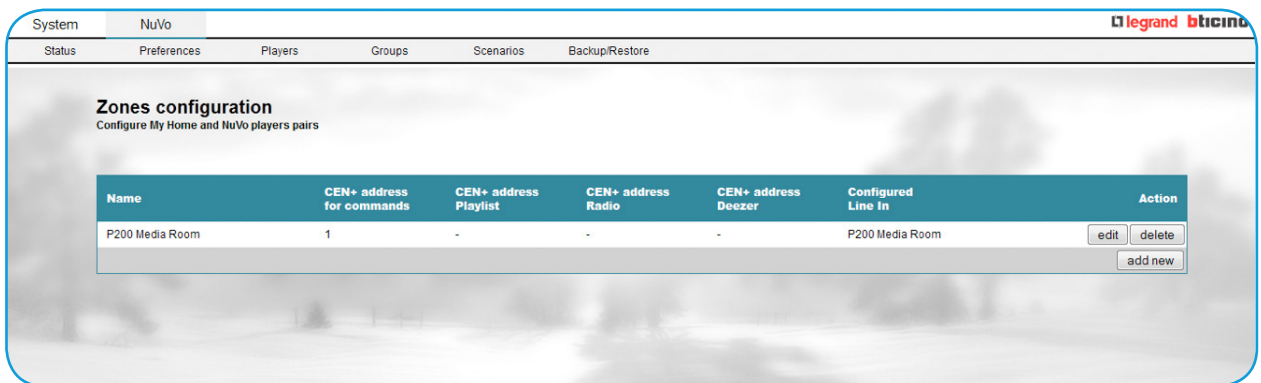 System NuVo legrand bticino
Status Preferences Players Groups Scenarios Backup/Restore
Zones configuration
Configure My Home and NuVo players pairs
Name CEN+ address for commands CEN+ address Playlist CEN+ address Radio CEN+ address Deezer Configured Line In Action
P200 Media Room 1 - - - P200 Media Room edit delete
add new